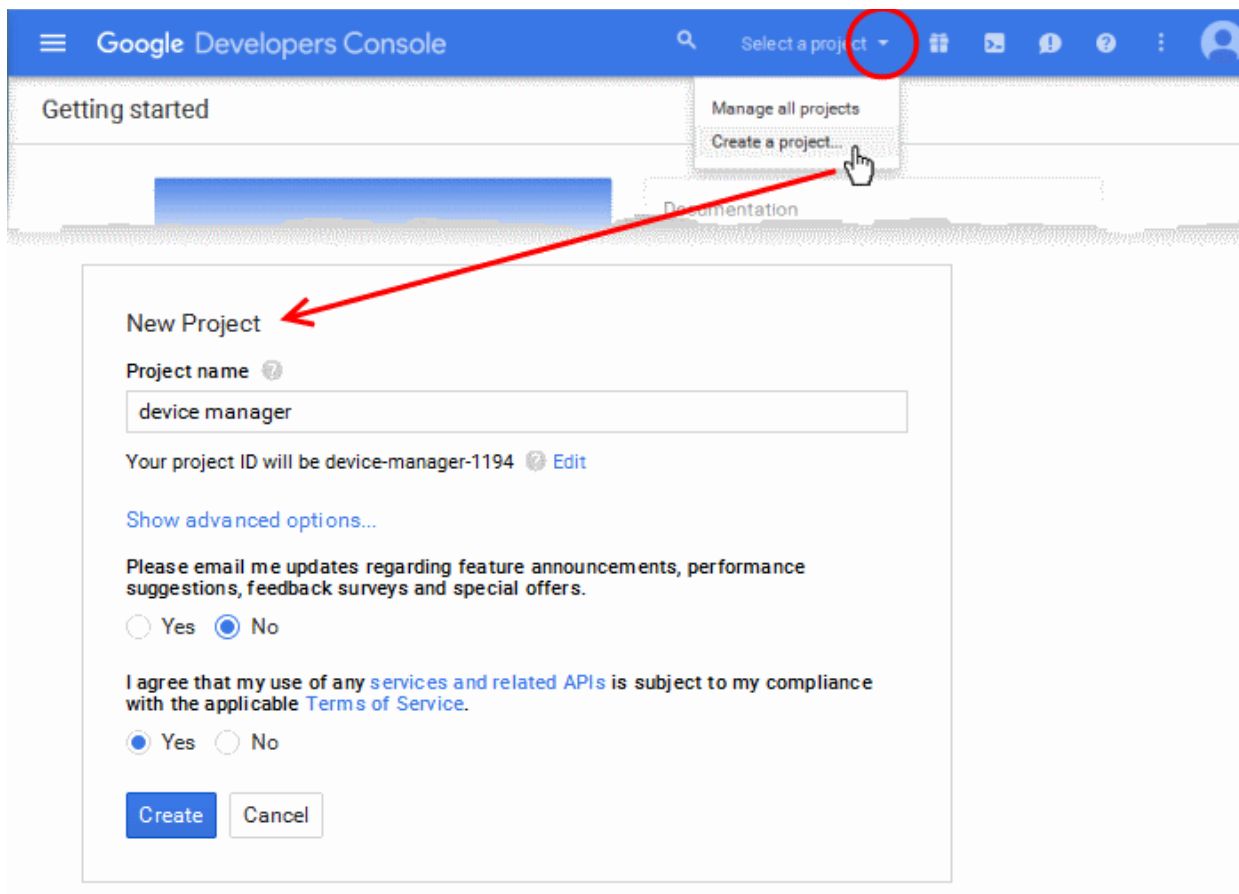 Google Developers Console
Select a project
Getting started
Manage all projects
Create a project...
Documentation
New Project
Project name
device manager
Your project ID will be device-manager-1194 Edit
Show advanced options...
Please email me updates regarding feature announcements, performance
suggestions, feedback surveys and special offers.
Yes No
I agree that my use of any services and related APIs is subject to my compliance
with the applicable Terms of Service.
Yes No
Create Cancel